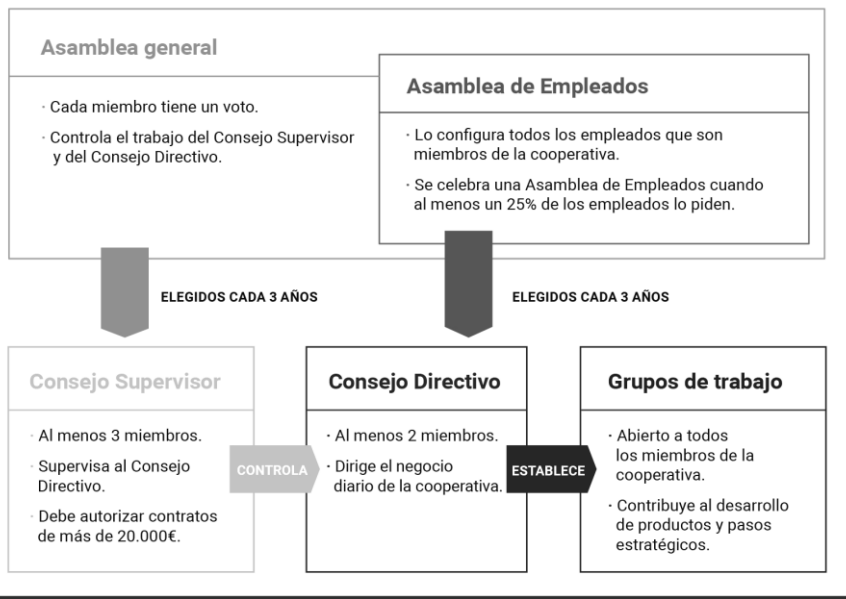 Asamblea general
· Cada miembro tiene un voto.
· Controla el trabajo del Consejo Supervisor
y del Consejo Directivo.
Asamblea de Empleados
· Lo configura todos los empleados que son
miembros de la cooperativa.
· Se celebra una Asamblea de Empleados cuando
al menos un 25% de los empleados lo piden.
ELEGIDOS CADA 3 AÑOS
ELEGIDOS CADA 3 AÑOS
Consejo Supervisor
· Al menos 3 miembros.
· Supervisa al Consejo
Directivo.
· Debe autorizar contratos
de más de 20.000€.
CONTROLA
Consejo Directivo
· Al menos 2 miembros.
· Dirige el negocio
diario de la cooperativa.
ESTABLECE
Grupos de trabajo
· Abierto a todos
los miembros de la
cooperativa.
· Contribuye al desarrollo
de productos y pasos
estratégicos.